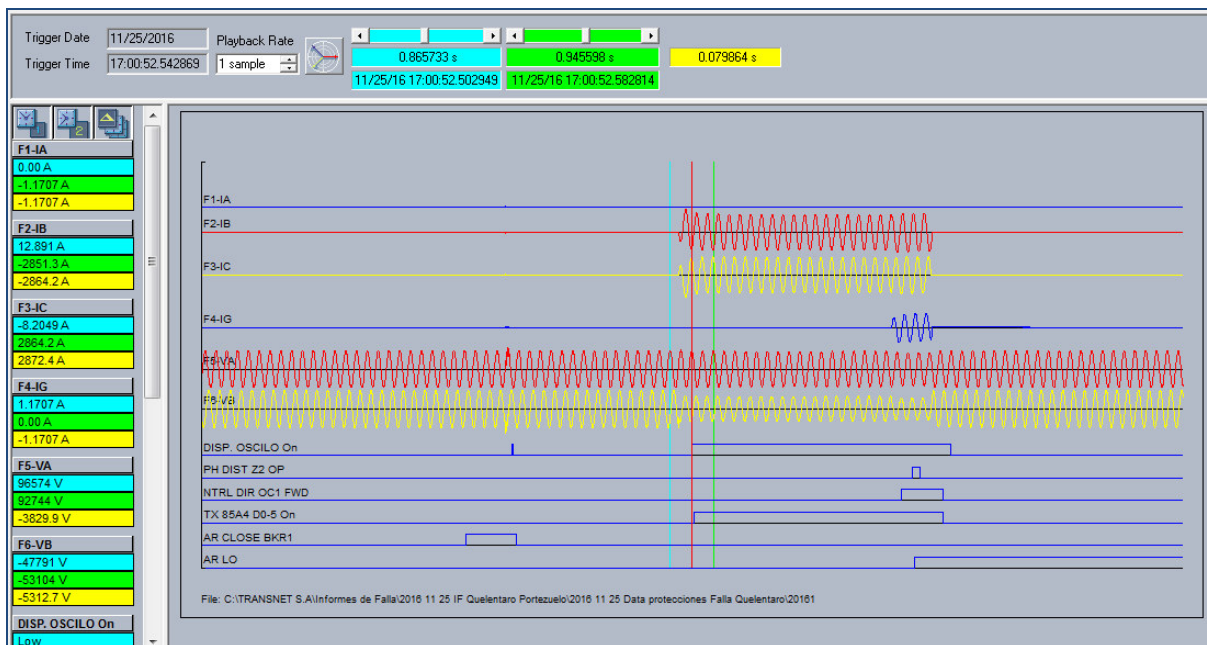 Trigger Date 11/25/2016 Playback Rate
Trigger Time 17:00:52.542869 1 sample
0.865733 s 0.945598 s 0.079864 s
11/25/16 17:00:52.502949 11/25/16 17:00:52.582814
1 2
F1-IA
0.00 A
-1.1707 A
-1.1707 A
F2-IB
12.891 A
-2851.3 A
-2864.2 A
F3-IC
-8.2049 A
2864.2 A
2872.4 A
F4-IG
1.1707 A
0.00 A
-1.1707 A
F5-VA
96574 V
92744 V
-3829.9 V
F6-VB
-47791 V
-53104 V
-5312.7 V
DISP. OSCILO On
Low
F1-IA
F2-IB
F3-IC
F4-IG
F5-VA
F6-VB
DISP. OSCILO On
PH DIST Z2 OP
NTRL DIR OC1 FWD
TX 85A4 D0-5 On
AR CLOSE BKR1
AR LO
File: C:\TRANSNET S.A\Informes de Falla\2016 11 25 IF Quelentaro Portezuelo\2016 11 25 Data protecciones Falla Quelentaro\20161